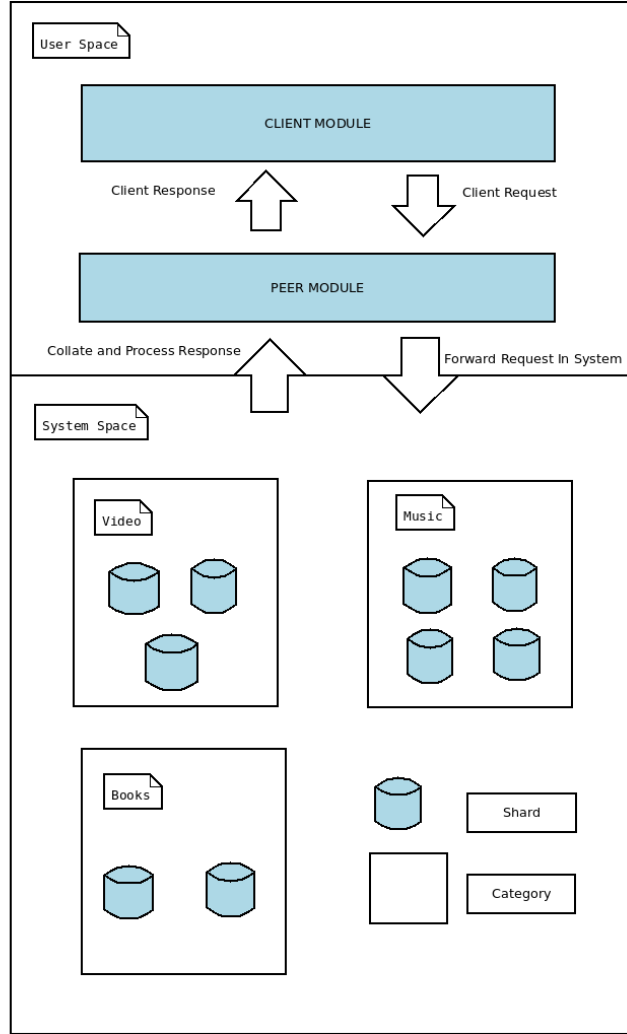 User Space
CLIENT MODULE
Client Response
Client Request
PEER MODULE
Collate and Process Response
Forward Request In System
System Space
Video
Music
Books
Shard
Category